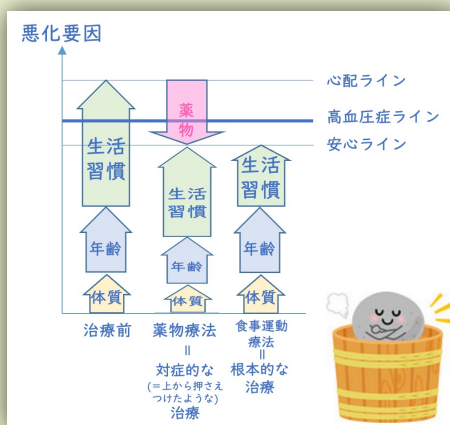 悪化要因
心配ライン
高血圧症ライン
安心ライン
生活
習慣
年齢
体質
薬物
生活
習慣
年齢
体質
生活
習慣
年齢
体質
治療前
薬物療法
=
対症的な
(=上から押さえ
つけたような)
治療
食事運動
療法
=
根本的な
治療